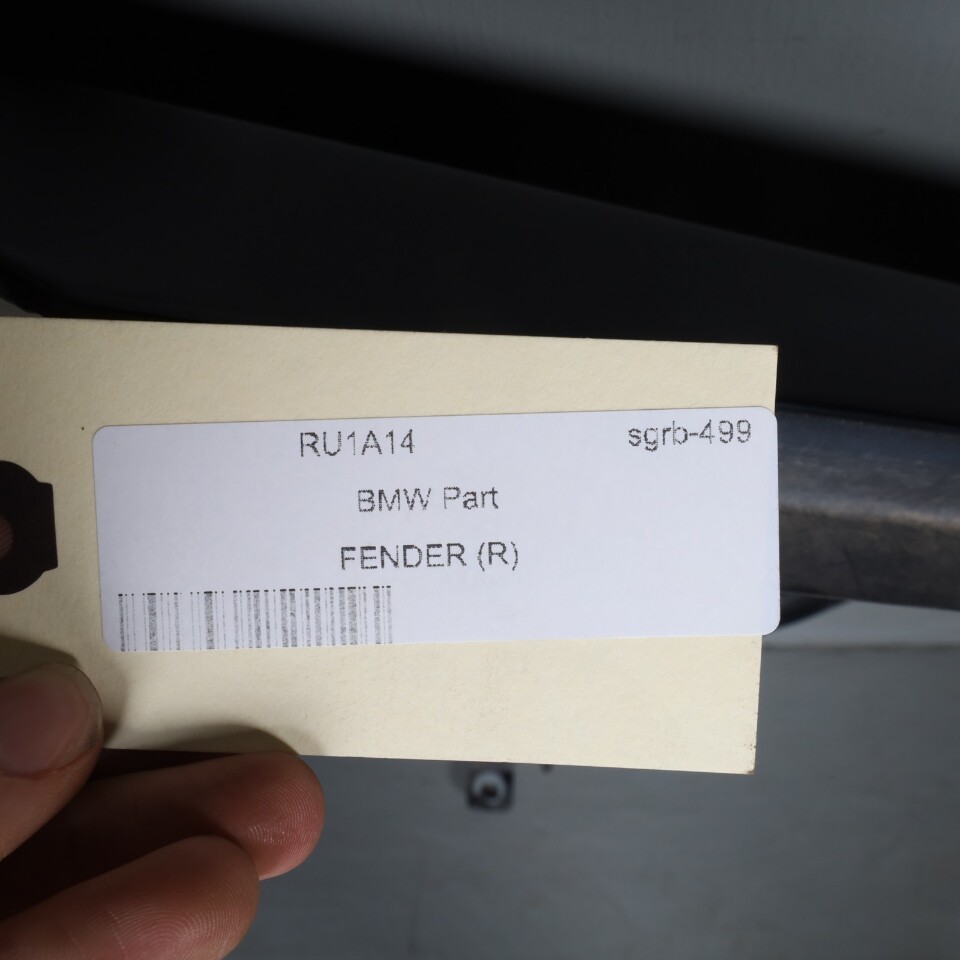 RU1A14 sgrb-499
BMW Part
FENDER (R)